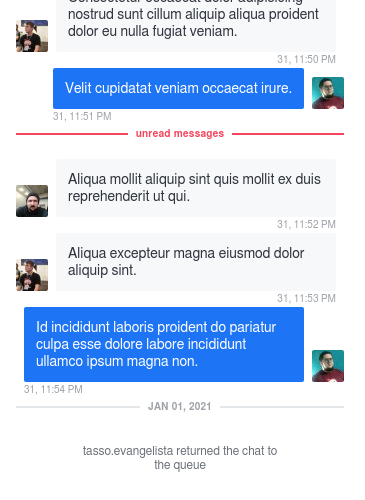 nostrud sunt cillum aliquip aliqua proident
dolor eu nulla fugiat veniam.
31, 11:50 PM
Velit cupidatat veniam occaecat irure.
31, 11:51 PM
unread messages
Aliqua mollit aliquip sint quis mollit ex duis
reprehenderit ut qui.
31, 11:52 PM
Aliqua excepteur magna eiusmod dolor
aliquip sint.
31, 11:53 PM
Id incididunt laboris proident do pariatur
culpa esse dolore labore incididunt
ullamco ipsum magna non.
31, 11:54 PM
JAN 01, 2021
tasso.evangelista returned the chat to
the queue